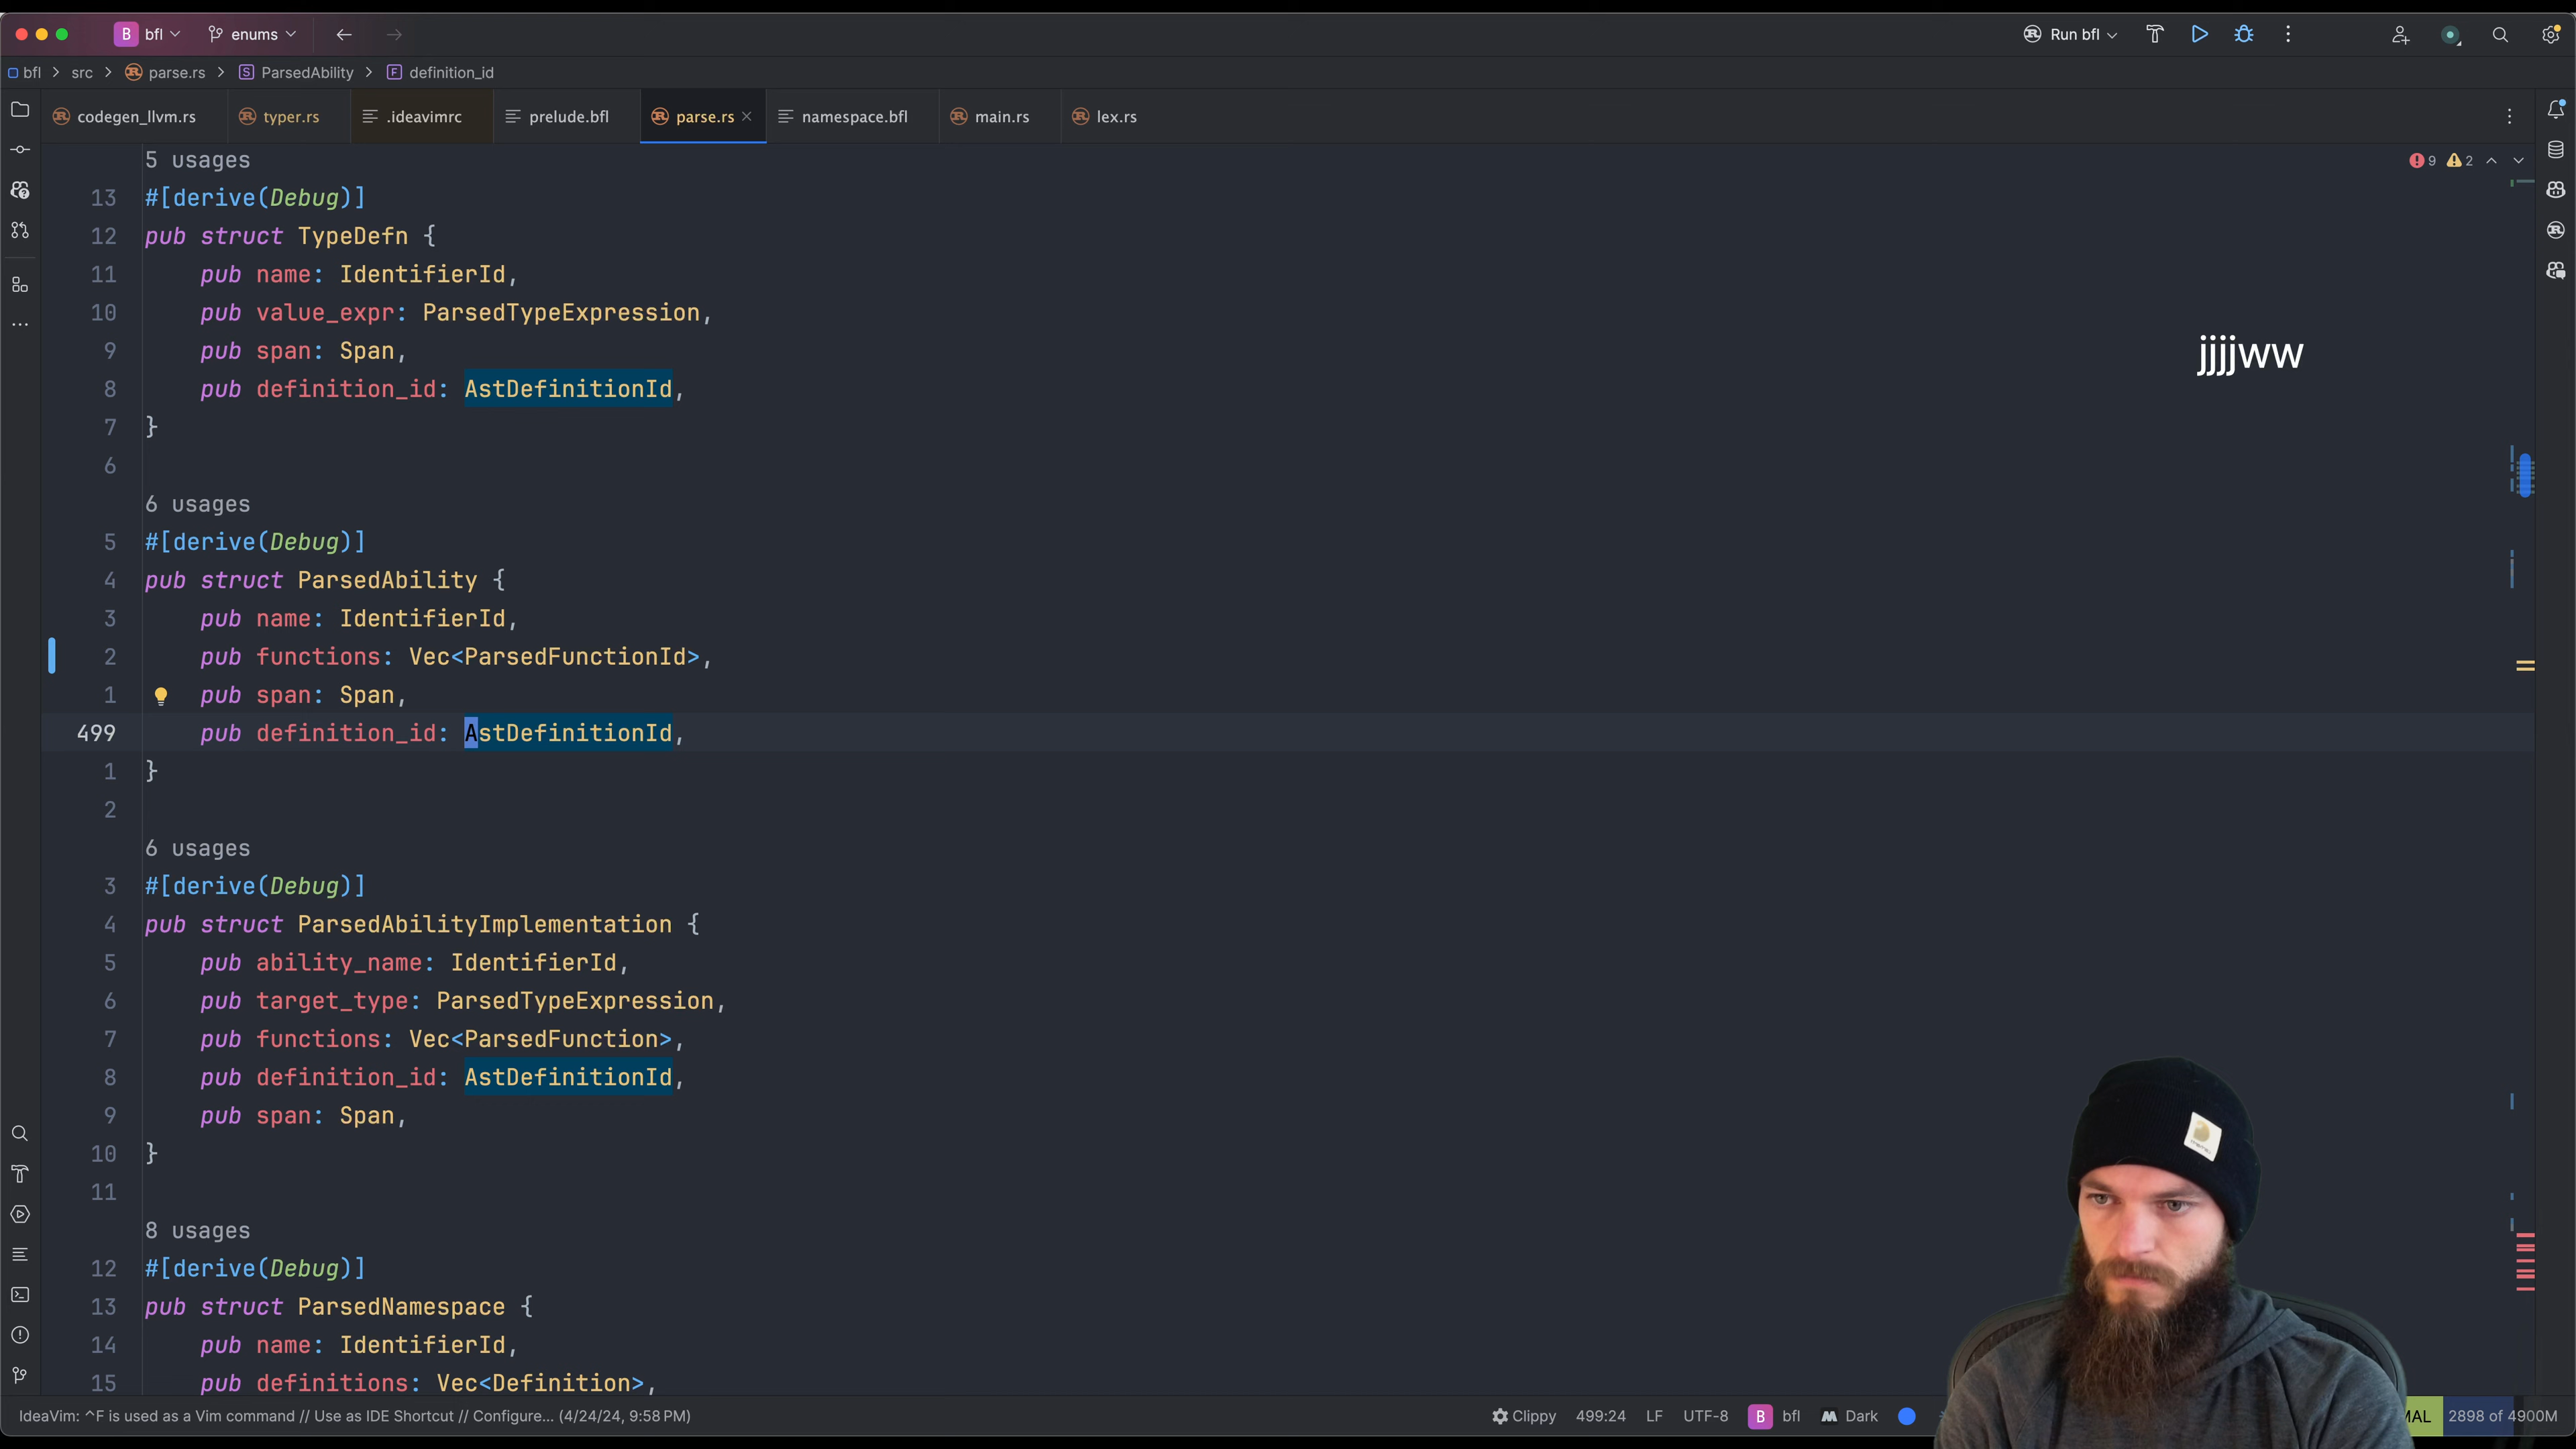 B bfl enums Run bfl
bfl > src > parse.rs > S ParsedAbility > F definition_id
codegen_llvm.rs typer.rs .ideavimrc prelude.bfl parse.rs namespace.bfl main.rs lex.rs
5 usages 9 2
13 #[derive(Debug)]
12 pub struct TypeDefn {
11 pub name: IdentifierId,
10 pub value_expr: ParsedTypeExpression,
9 pub span: Span,
jjjjww
8 pub definition_id: AstDefinitionId,
7 }
6
6 usages
5 #[derive(Debug)]
4 pub struct ParsedAbility {
3 pub name: IdentifierId,
2 pub functions: Vec<ParsedFunctionId>,
1 pub span: Span,
499 pub definition_id: AstDefinitionId,
1 }
2
6 usages
3 #[derive(Debug)]
4 pub struct ParsedAbilityImplementation {
5 pub ability_name: IdentifierId,
6 pub target_type: ParsedTypeExpression,
7 pub functions: Vec<ParsedFunction>,
8 pub definition_id: AstDefinitionId,
9 pub span: Span,
10 }
11
8 usages
12 #[derive(Debug)]
13 pub struct ParsedNamespace {
14 pub name: IdentifierId,
15 pub definitions: Vec<Definition>,
IdeaVim: ^F is used as a Vim command // Use as IDE Shortcut // Configure... (4/24/24, 9:58 PM) Clippy 499:24 LF UTF-8 B bfl Dark MAL 2898 of 4900M